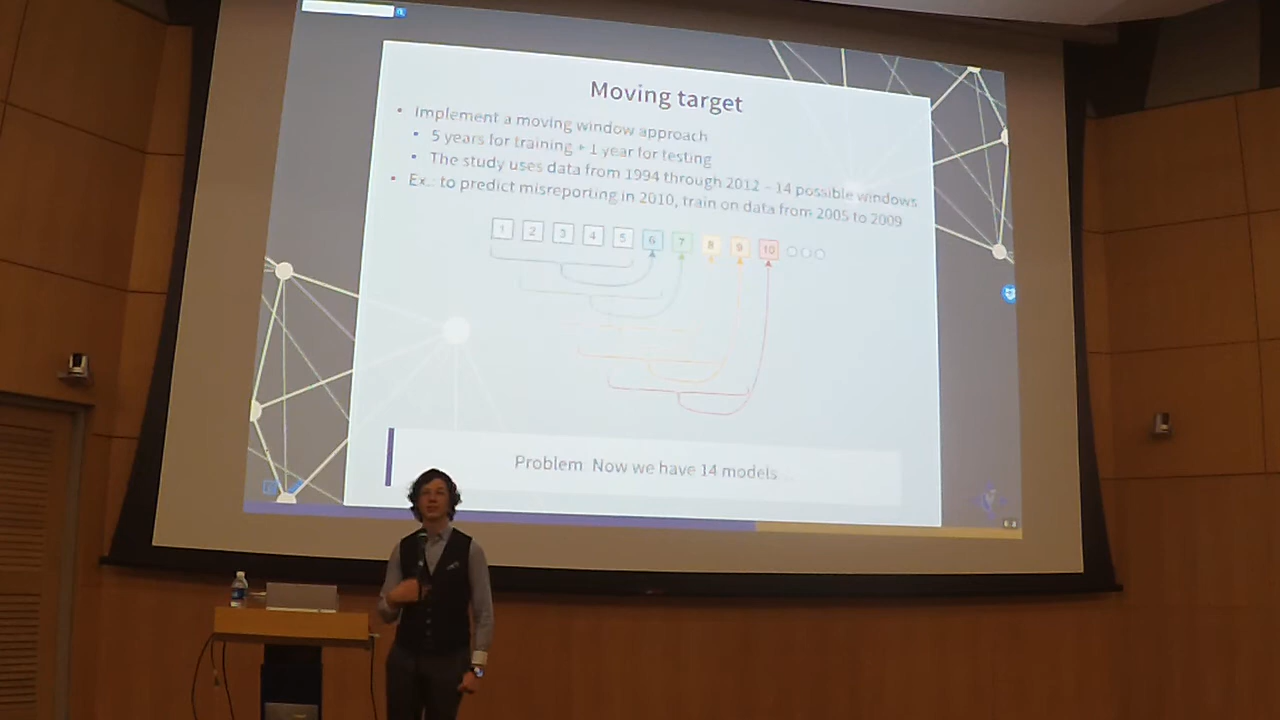 Moving target
Implement a moving window approach
5 years for training + 1 year for testing
The study uses data from 1994 through 2012 – 14 possible windows
Ex.: to predict misreporting in 2010, train on data from 2005 to 2009
1 2 3 4 5 6 7 8 9 10
Problem: Now we have 14 models...